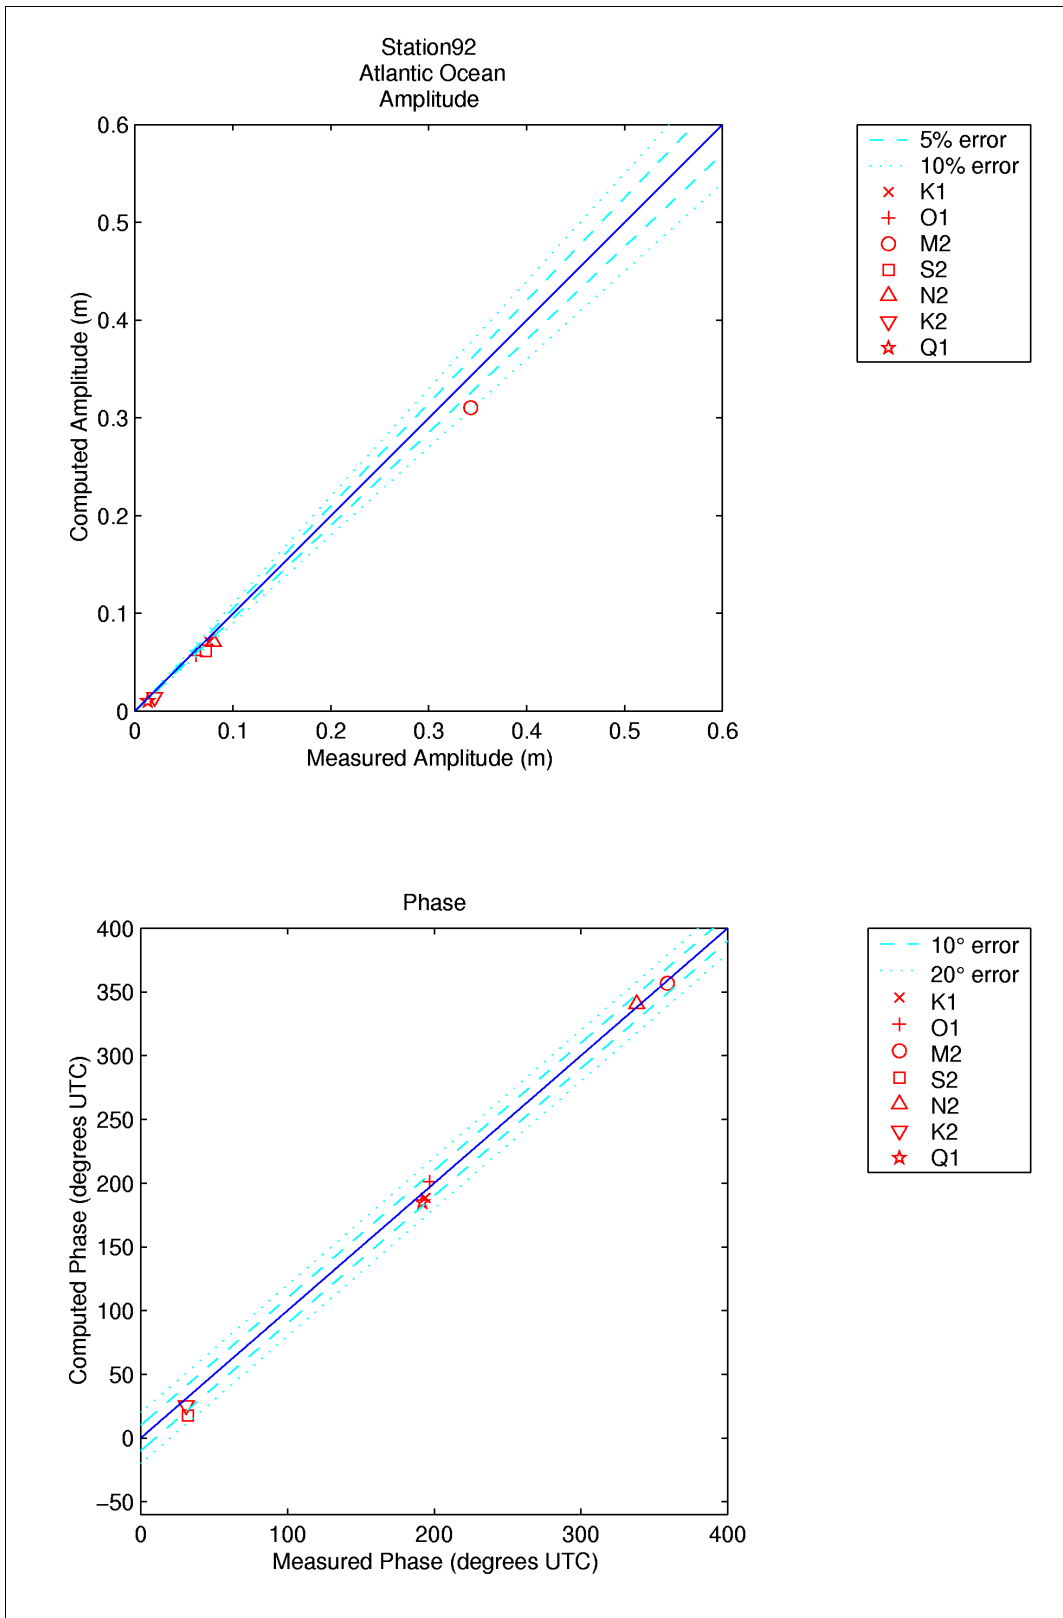 Station92
Atlantic Ocean
Amplitude
0.6
0.5
0.4
0.3
0.2
0.1
0
0 0.1 0.2 0.3 0.4 0.5 0.6
Computed Amplitude (m)
Measured Amplitude (m)
5% error
10% error
K1
O1
M2
S2
N2
K2
Q1
Phase
400
350
300
250
200
150
100
50
0
−50
0 100 200 300 400
Computed Phase (degrees UTC)
Measured Phase (degrees UTC)
10° error
20° error
K1
O1
M2
S2
N2
K2
Q1